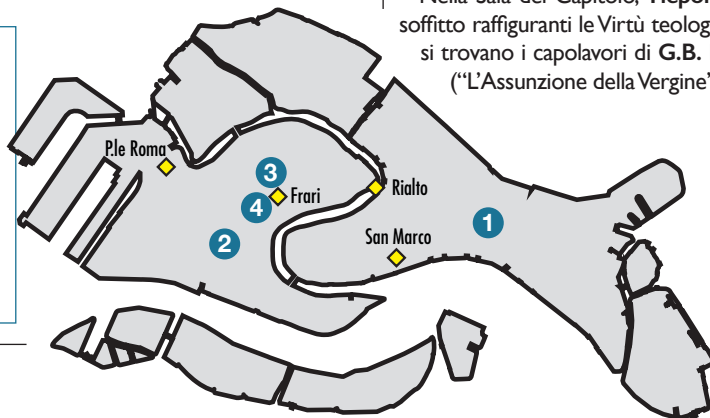 Nella Sala del Capitolo,
soffitto raffiguranti le Virtù
si trovano i capolavori di G.B.
("L'Assunzione della Vergine"
P.le Roma
3
Frari
4
Rialto
1
San Marco
2